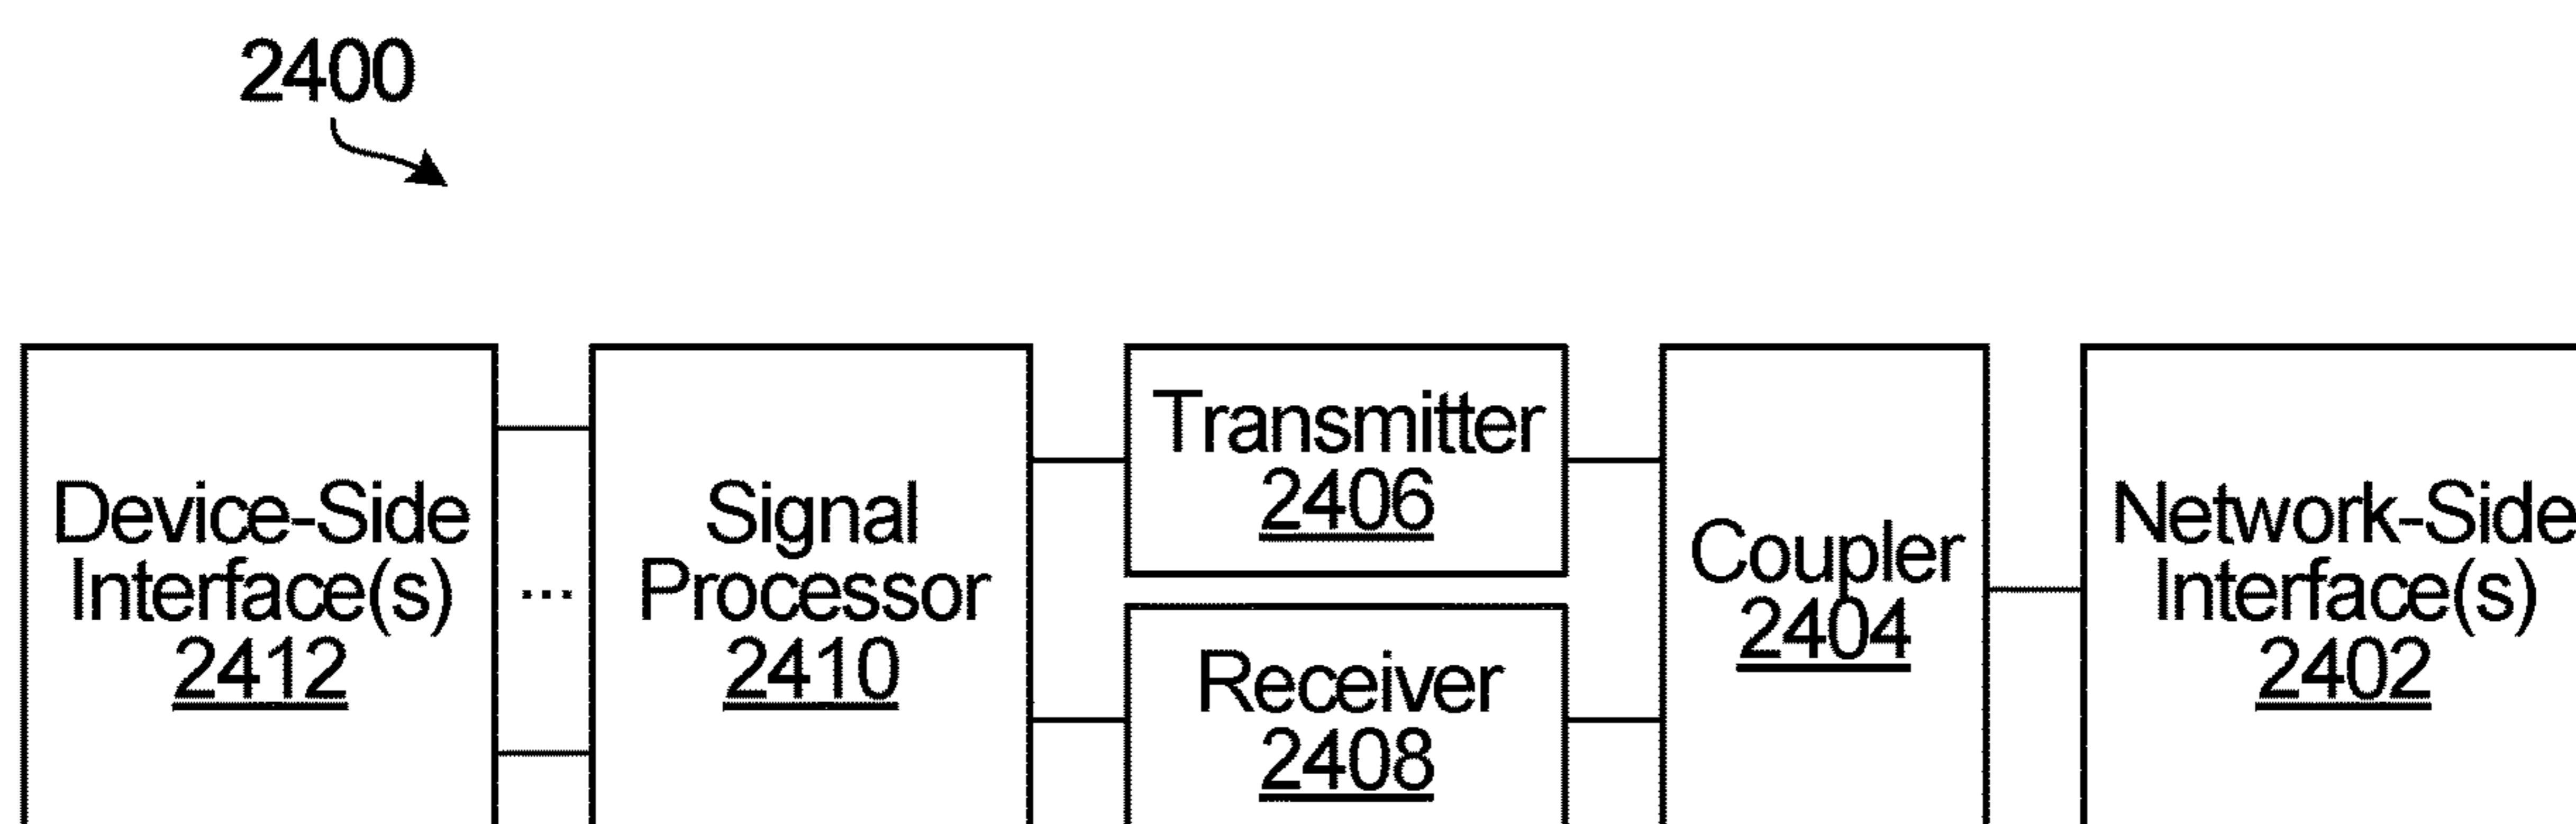 2400
Device-Side
Interface(s)
2412
...
Signal
Processor
2410
Transmitter
2406
Receiver
2408
Coupler
2404
Network-Side
Interface(s)
2402